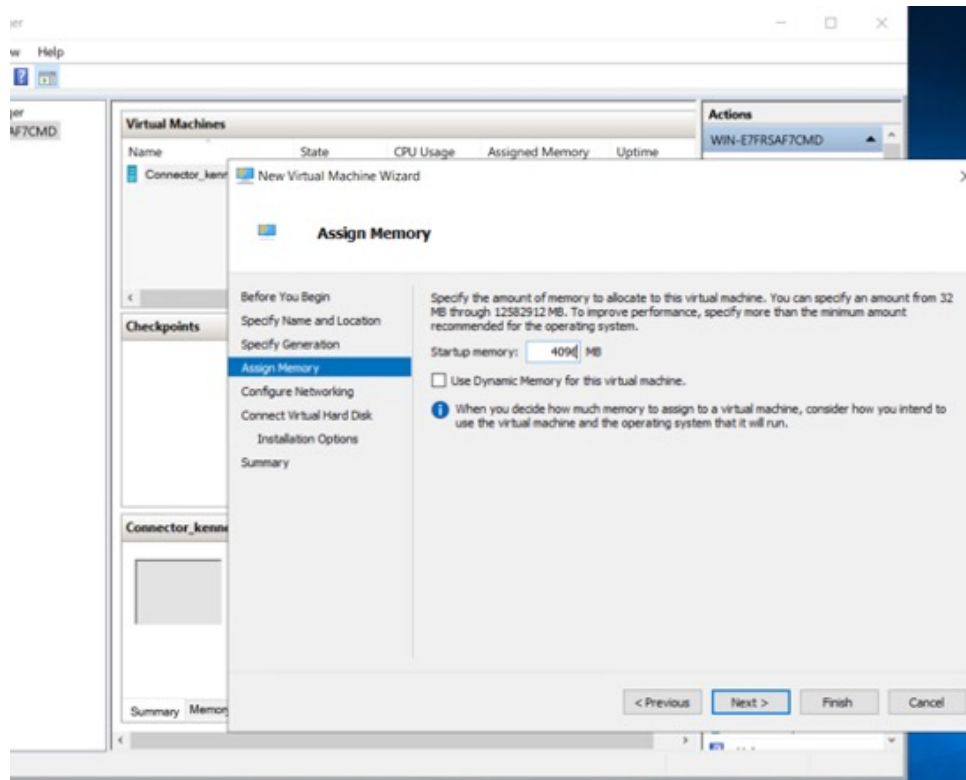 Help
Virtual Machines
Name State CPU Usage Assigned Memory Uptime
Actions
WIN-E7FRSAF7CMD
New Virtual Machine Wizard
Assign Memory
Before You Begin
Specify Name and Location
Specify Generation
Assign Memory
Configure Networking
Connect Virtual Hard Disk
Installation Options
Summary
Specify the amount of memory to allocate to this virtual machine. You can specify an amount from 32
MB through 12582912 MB. To improve performance, specify more than the minimum amount
recommended for the operating system.
Startup memory: 4096 MB
Use Dynamic Memory for this virtual machine.
When you decide how much memory to assign to a virtual machine, consider how you intend to
use the virtual machine and the operating system that it will run.
Checkpoints
Summary
< Previous Next > Finish Cancel